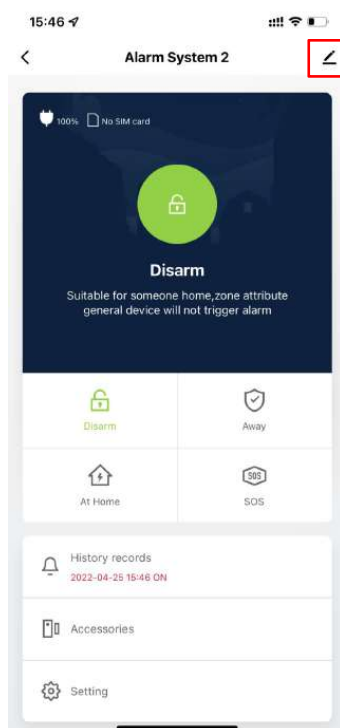 15:46
Alarm System 2
100% No SIM card
Disarm
Suitable for someone home,zone attribute
general device will not trigger alarm
Disarm
Away
SOS
At Home
SOS
History records
2022-04-25 15:46 ON
Accessories
Setting